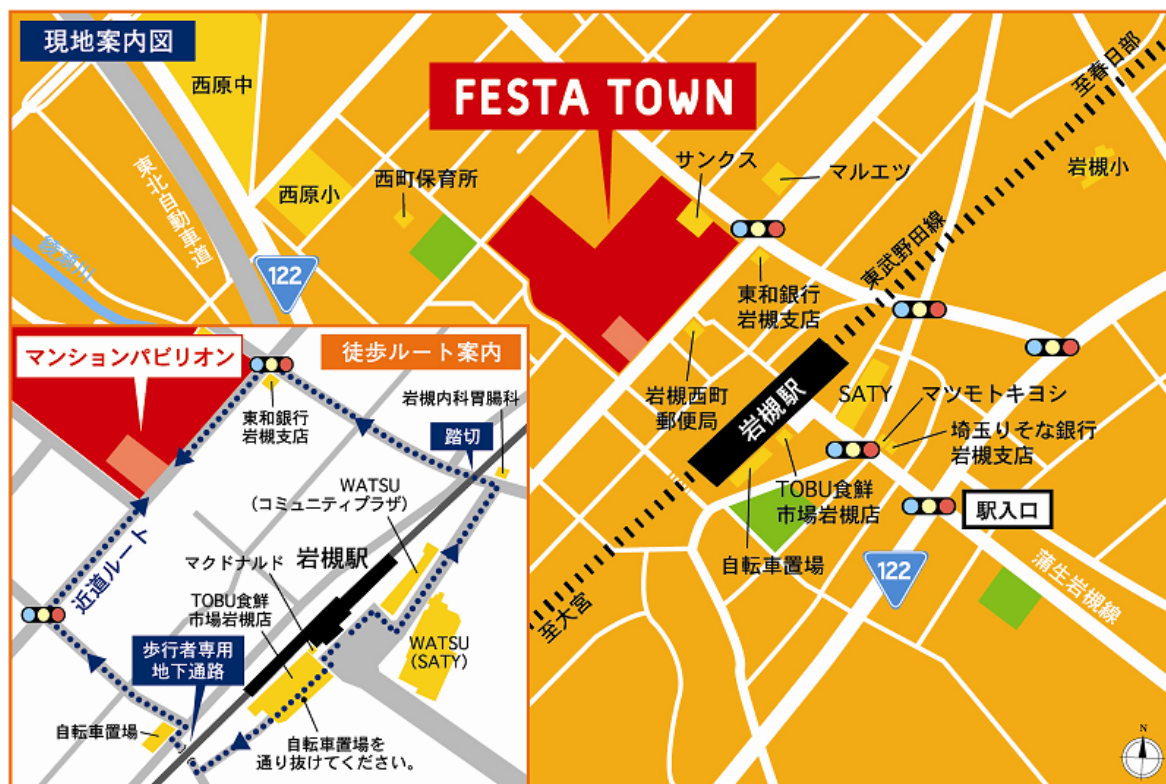 現地案内図
FESTA TOWN
西原中
東北自動車道
綾瀬川
122
西原小
西町保育所
サンクス
マルエツ
至春日部
岩槻小
東武野田線
東和銀行
岩槻支店
岩槻西町
郵便局
岩槻駅
SATY
マツモトキヨシ
埼玉りそな銀行
岩槻支店
TOBU食鮮
市場岩槻店
自転車置場
駅入口
122
蒲生岩槻線
至大宮
N
マンションパビリオン
徒歩ルート案内
東和銀行
岩槻支店
岩槻内科胃腸科
踏切
WATSU
(コミュニティプラザ)
近道ルート
マクドナルド
岩槻駅
TOBU食鮮
市場岩槻店
WATSU
(SATY)
歩行者専用
地下通路
自転車置場
自転車置場を
通り抜けてください。